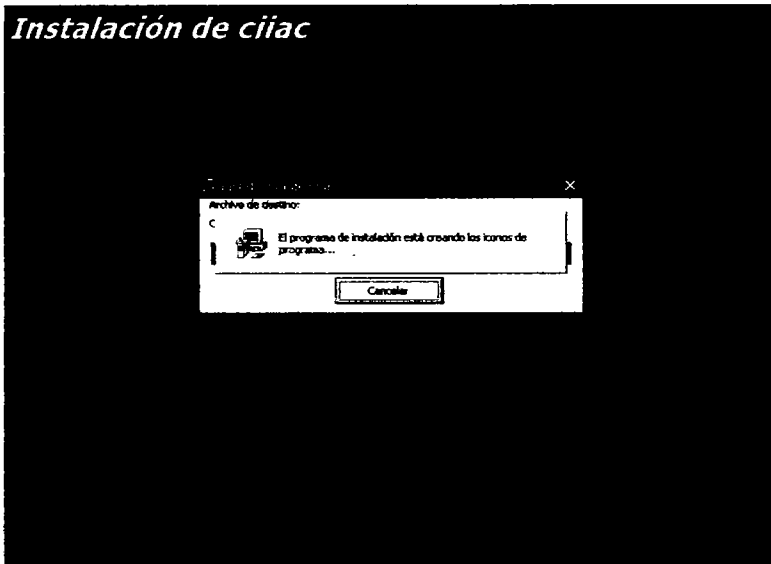 Instalación de ciiac
Archivo de destino:
C
El programa de instalación está creando los iconos de
programa...
Cancelar